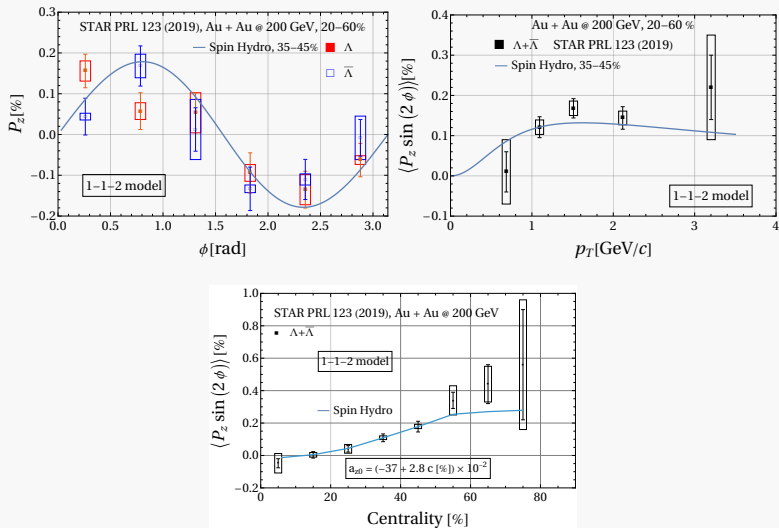 STAR PRL 123 (2019), Au + Au @ 200 GeV, 20–60%
Spin Hydro, 35–45%
Λ
Λ̅
1–1–2 model
P_z [%]
0.2
0.1
0.0
-0.1
-0.2
0.0 0.5 1.0 1.5 2.0 2.5 3.0
ϕ[rad]
Au + Au @ 200 GeV, 20–60 %
Λ+Λ̅ STAR PRL 123 (2019)
Spin Hydro, 35–45%
1–1–2 model
⟨P_z sin (2 ϕ)⟩[%]
0.4
0.3
0.2
0.1
0.0
-0.1
0 1 2 3 4
p_T[GeV/c]
STAR PRL 123 (2019), Au + Au @ 200 GeV
Λ+Λ̅
1–1–2 model
Spin Hydro
a_z0 = (−37 + 2.8 c [%]) × 10^-2
⟨P_z sin (2 ϕ)⟩ [%]
1.0
0.8
0.6
0.4
0.2
0.0
-0.2
0 20 40 60 80
Centrality [%]